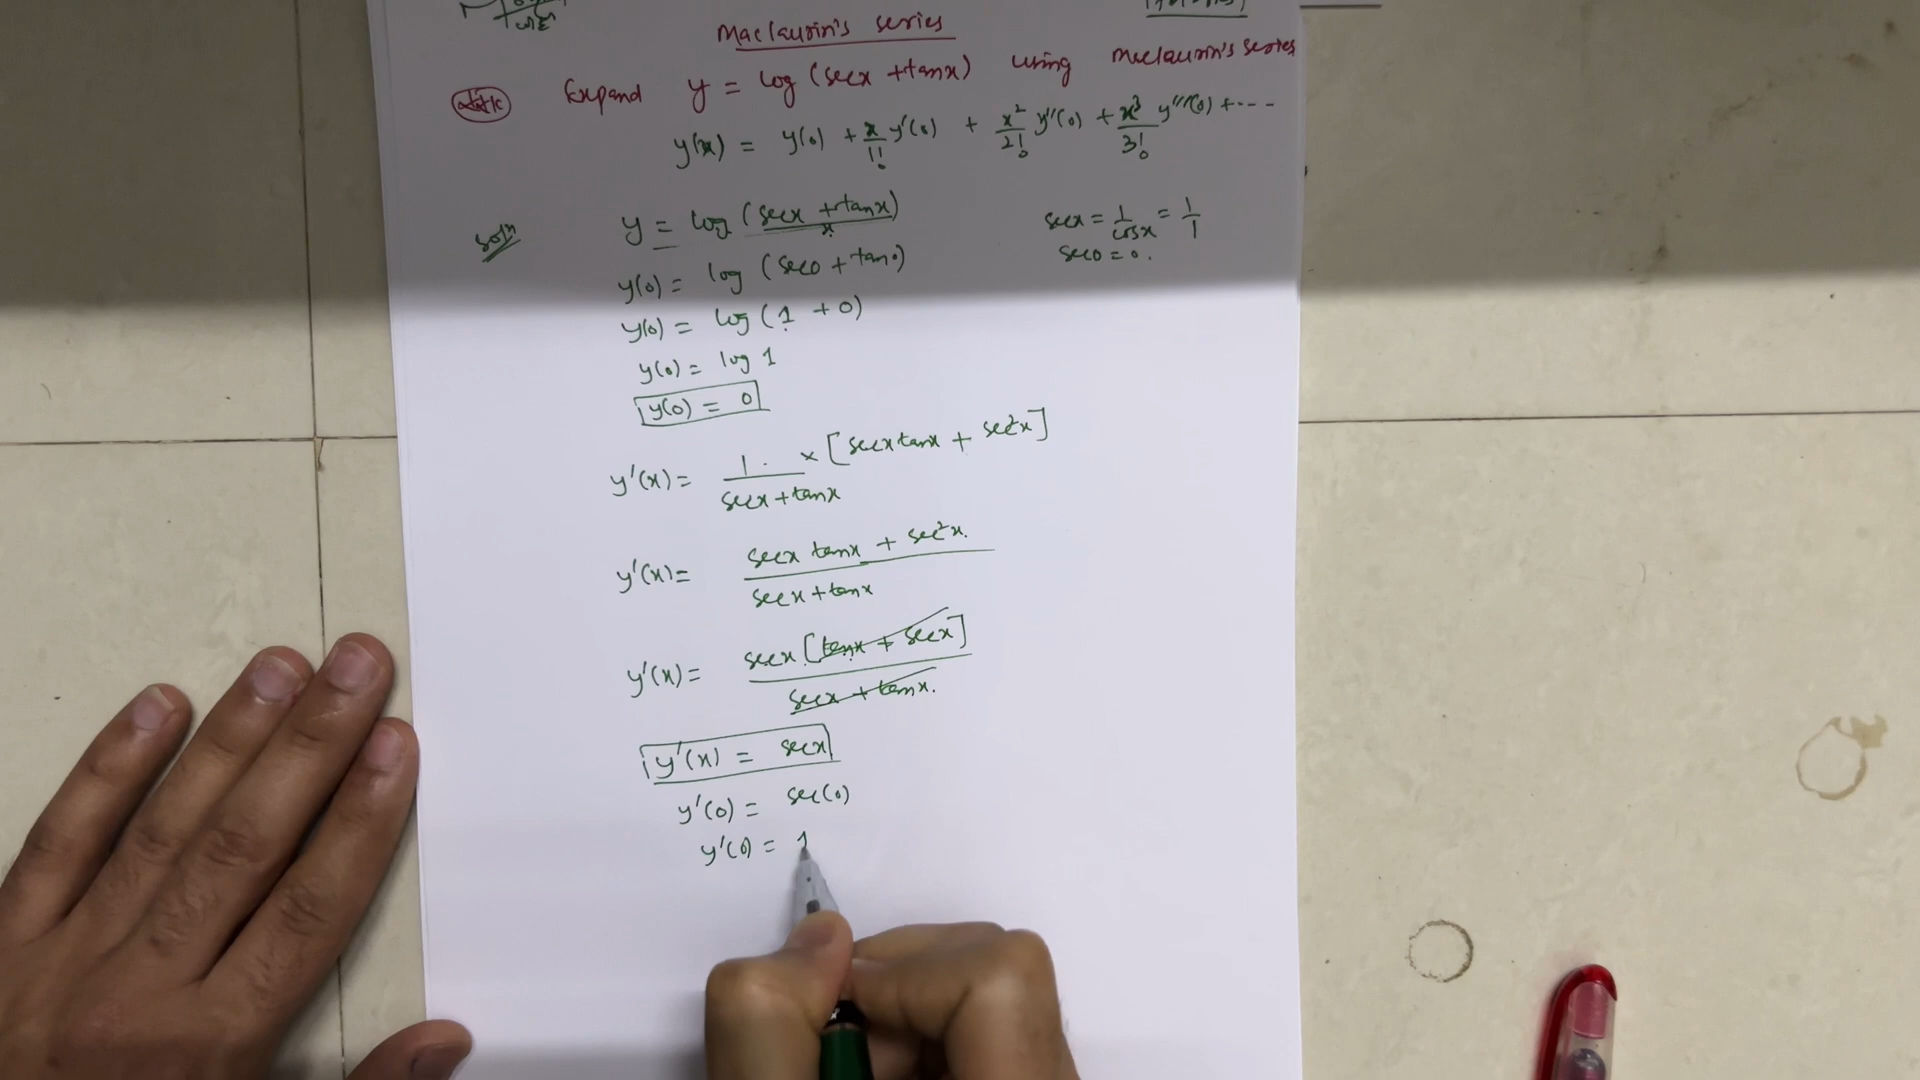 Maclaurin's series
Expand y = log (secx + tanx) using Maclaurin's series
y(x) = y(0) + x/1! y'(0) + x²/2! y''(0) + x³/3! y'''(0) + ----
Soln
y = log (secx + tanx)
secx = 1/cosx = 1/1
y(0) = log (sec0 + tan0)
sec0 = 0.
y(0) = log (1 + 0)
y(0) = log 1
y(0) = 0
y'(x) = 1/secx + tanx × [secx tanx + sec²x]
y'(x) = secx tanx + sec²x. / secx + tanx
y'(x) = secx [tanx + secx] / secx + tanx.
y'(x) = secx
y'(0) = sec(0)
y'(0) = 1